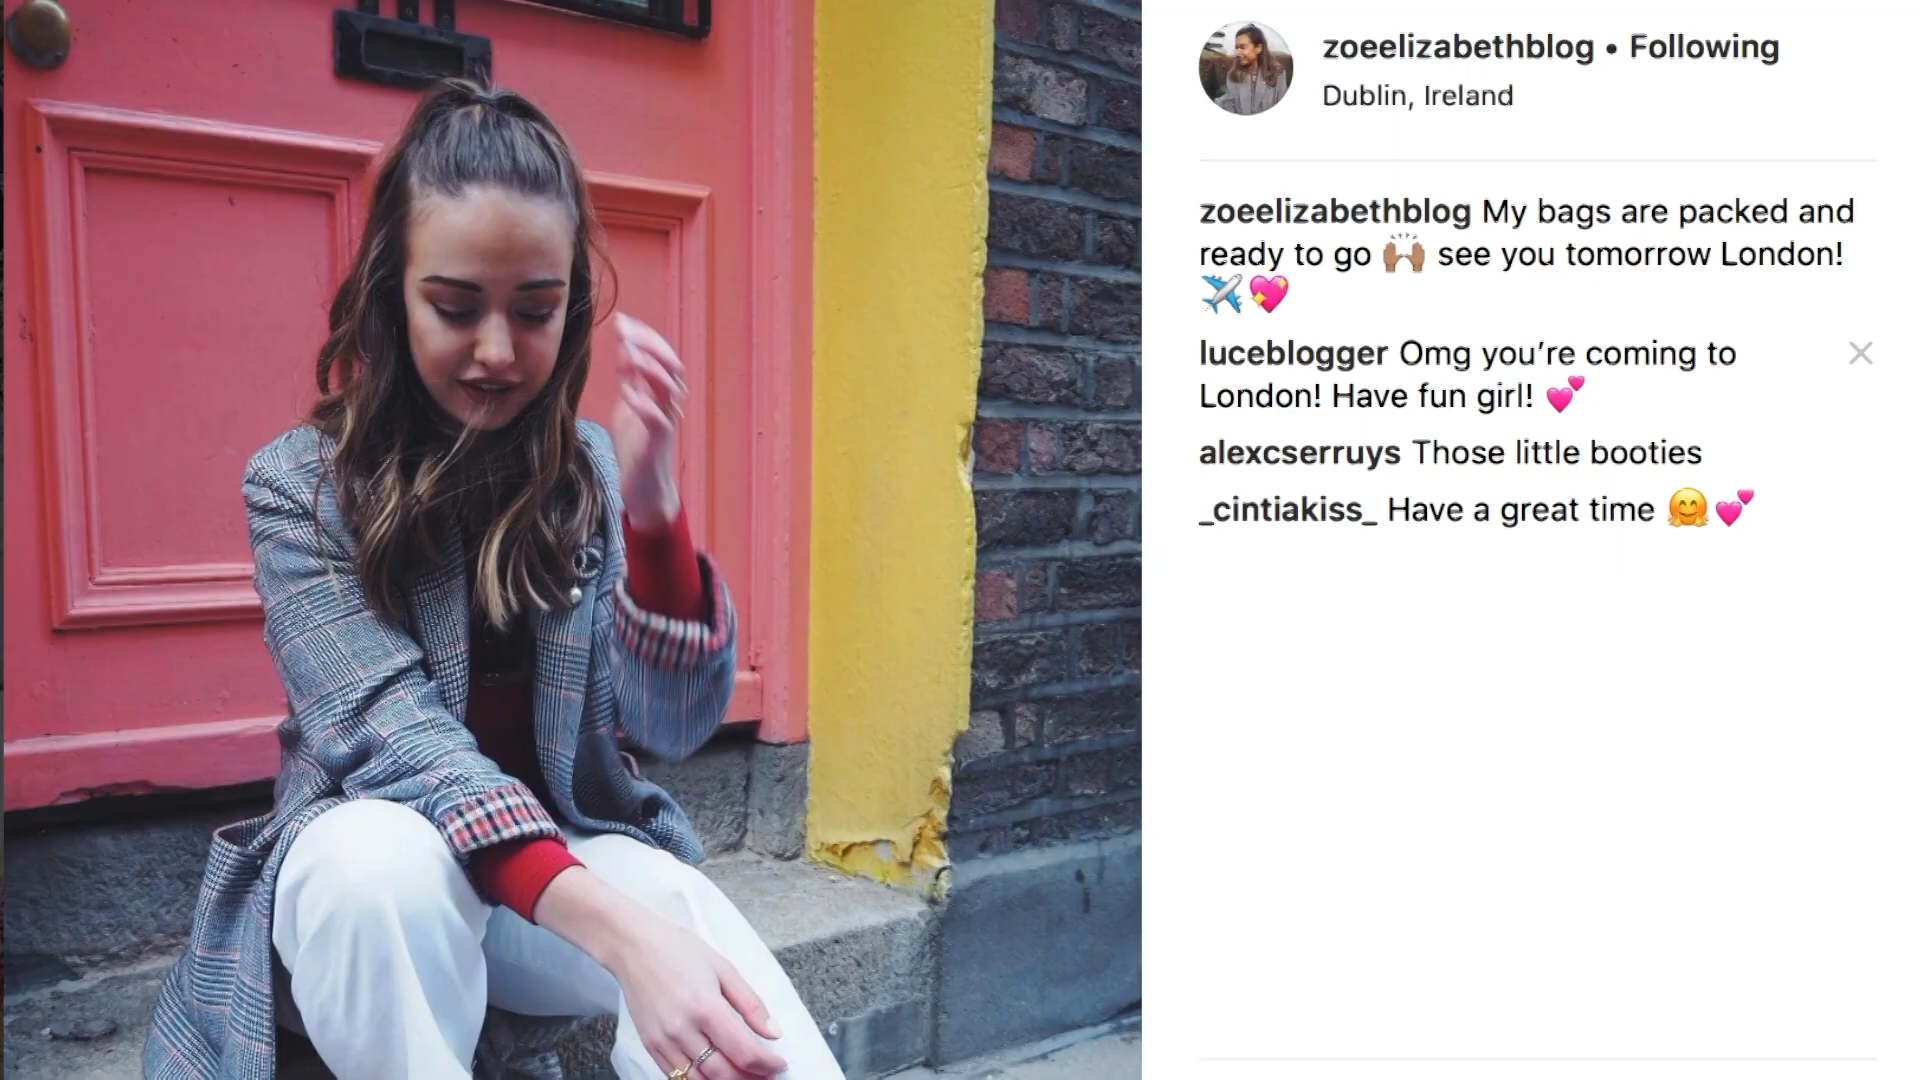 zoeelizabethblog • Following
Dublin, Ireland
zoeelizabethblog My bags are packed and
ready to go 🙌🏽 see you tomorrow London!
✈️💖
luceblogger Omg you’re coming to
London! Have fun girl! 💕
alexcserruys Those little booties
_cintiakiss_ Have a great time 🤗💕